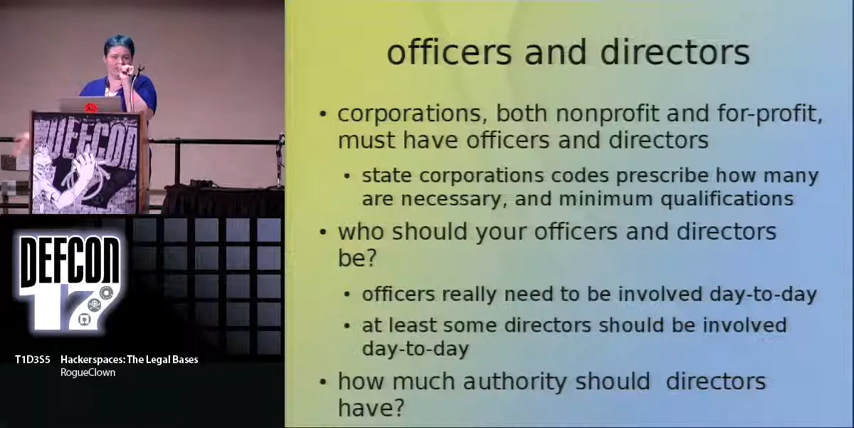 officers and directors
• corporations, both nonprofit and for-profit,
must have officers and directors
• state corporations codes prescribe how many
are necessary, and minimum qualifications
• who should your officers and directors
be?
• officers really need to be involved day-to-day
• at least some directors should be involved
day-to-day
• how much authority should  directors
have?
DEFCON
DEFCON
17
T1D3S5 Hackerspaces: The Legal Bases
RogueClown